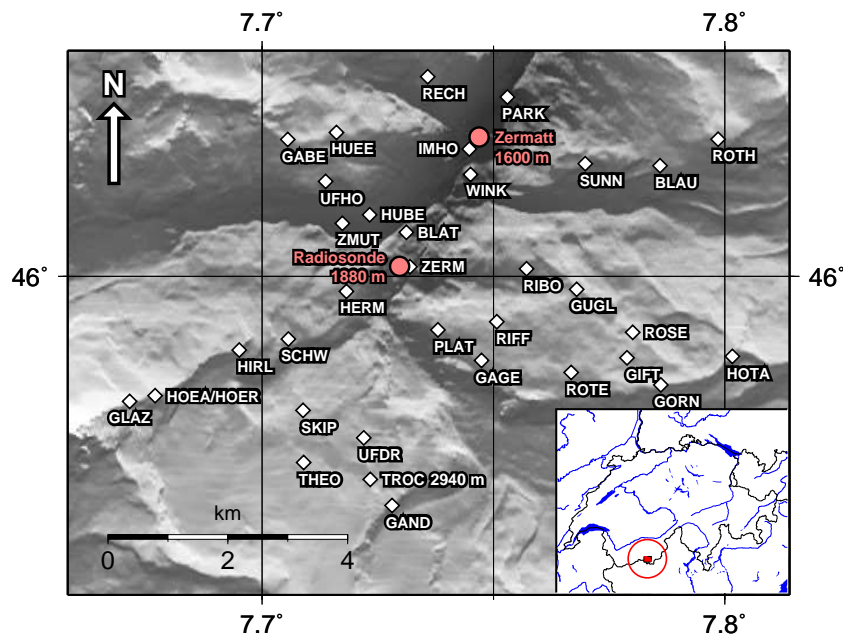 7.7° 7.8°
N
RECH
PARK
Zermatt
1600 m
IMHO
HUEE
GABE
ROTH
WINK
SUNN
BLAU
UFHO
HUBE
ZMUT
BLAT
Radiosonde
1880 m
ZERM
46° 46°
RIBO
GUGL
HERM
RIFF
ROSE
PLAT
SCHW
HIRL
GAGE
ROTE
GIFT
HOTA
GORN
HOEA/HOER
GLAZ
SKIP
UFDR
THEO
TROC 2940 m
GAND
km
0 2 4
7.7° 7.8°